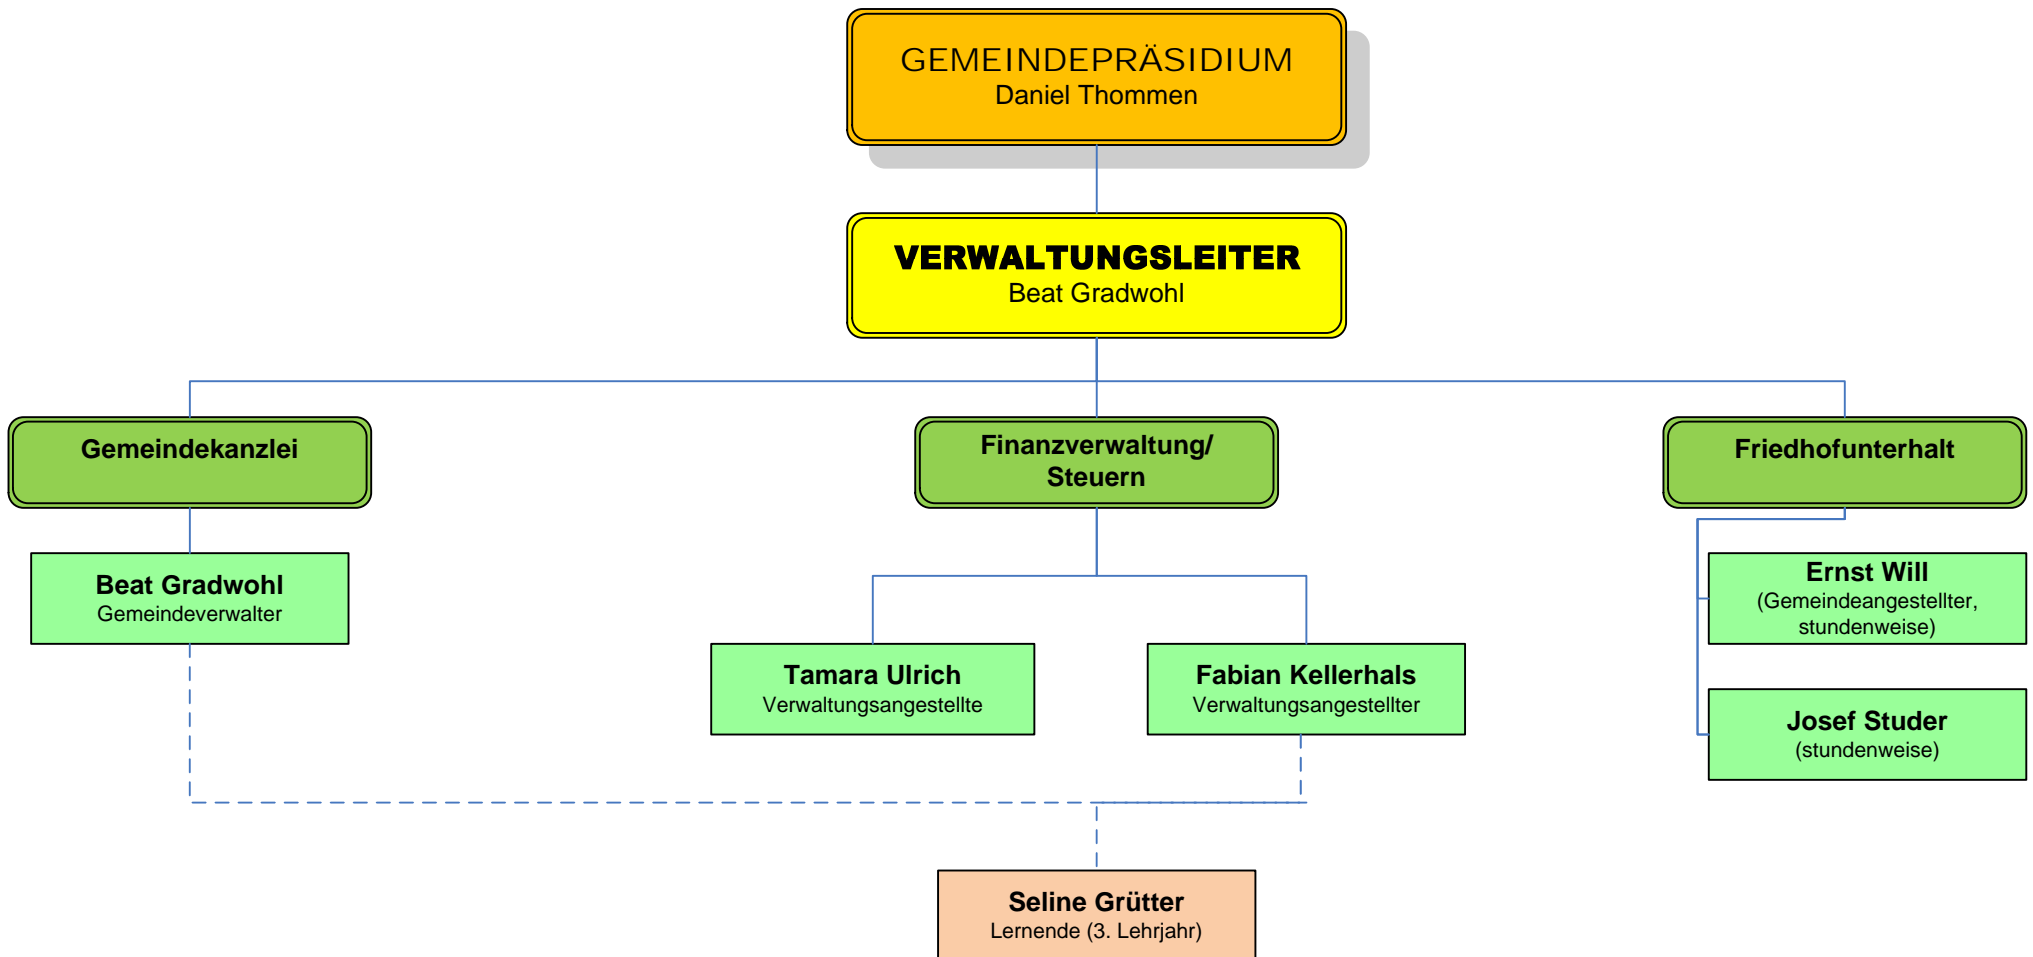 GEMEINDEPRÄSIDIUM
Daniel Thommen
VERWALTUNGSLEITER
Beat Gradwohl
Gemeindekanzlei
Finanzverwaltung/
Steuern
Friedhofunterhalt
Beat Gradwohl
Gemeindeverwalter
Ernst Will
(Gemeindeangestellter,
stundenweise)
Tamara Ulrich
Verwaltungsangestellte
Fabian Kellerhals
Verwaltungsangestellter
Josef Studer
(stundenweise)
Seline Grütter
Lernende (3. Lehrjahr)